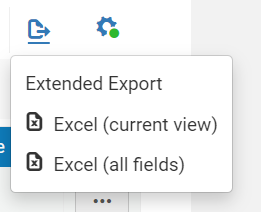 Extended Export
Excel (current view)
Excel (all fields)